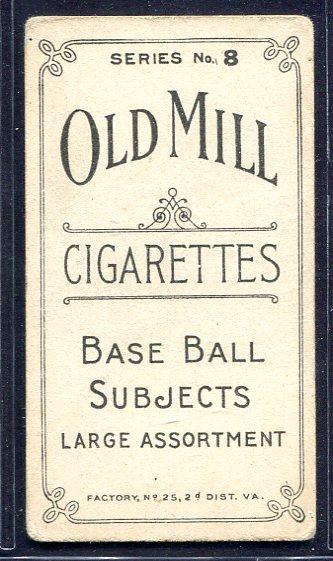 SERIES No. 8
OLD MILL
CIGARETTES
BASE BALL
SUBJECTS
LARGE ASSORTMENT
FACTORY, Nº 25, 2ᵈ DIST. VA.